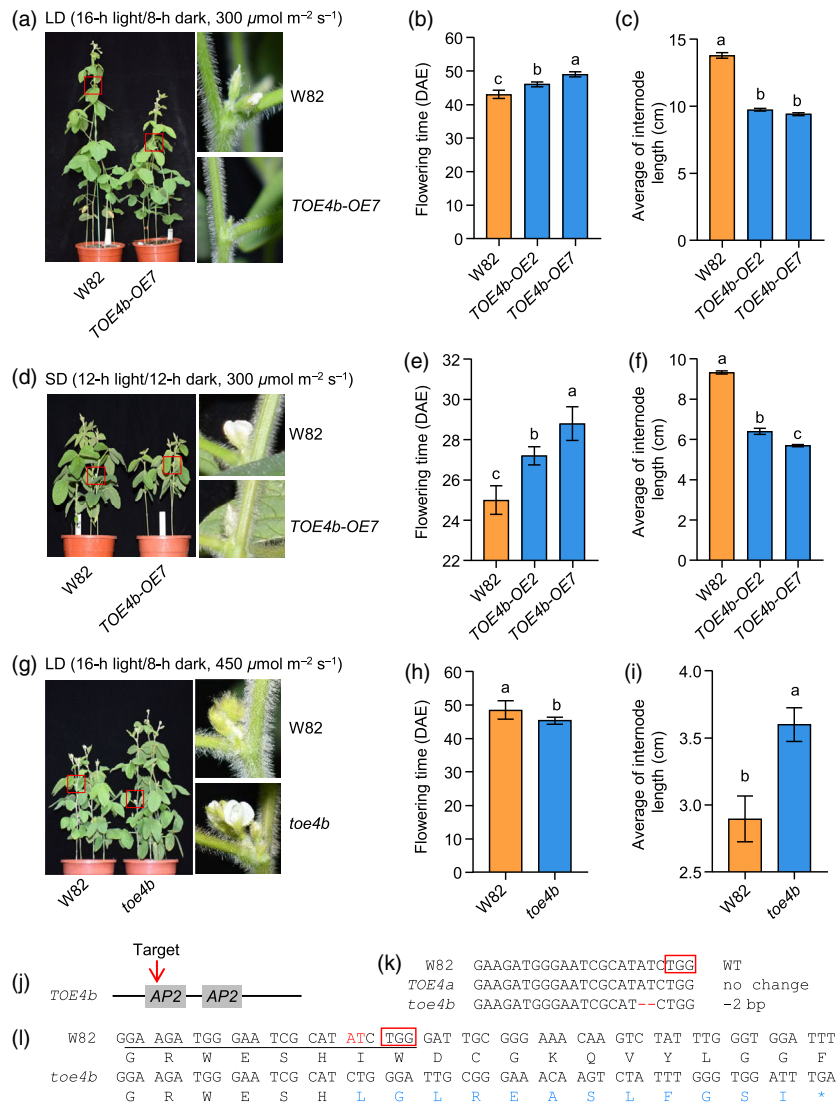 (a) LD (16-h light/8-h dark, 300 µmol m⁻² s⁻¹)
W82
TOE4b-OE7
W82
TOE4b-OE7
(b)
Flowering time (DAE)
60
50
40
30
20
10
0
c
b
a
W82
TOE4b-OE2
TOE4b-OE7
(c)
Average of internode
length (cm)
15
10
5
0
a
b
b
W82
TOE4b-OE2
TOE4b-OE7
(d) SD (12-h light/12-h dark, 300 µmol m⁻² s⁻¹)
W82
TOE4b-OE7
W82
TOE4b-OE7
(e)
Flowering time (DAE)
32
30
28
26
24
22
c
b
a
W82
TOE4b-OE2
TOE4b-OE7
(f)
Average of internode
length (cm)
10
8
6
4
2
0
a
b
c
W82
TOE4b-OE2
TOE4b-OE7
(g) LD (16-h light/8-h dark, 450 µmol m⁻² s⁻¹)
W82
toe4b
W82
toe4b
(h)
Flowering time (DAE)
60
50
40
30
20
10
0
a
b
W82
toe4b
(i)
Average of internode
length (cm)
4.0
3.5
3.0
2.5
b
a
W82
toe4b
(j)
Target
TOE4b
AP2
AP2
(k)
W82 GAAGATGGGAATCGCATATCTGG WT
TOE4a GAAGATGGGAATCGCATATCTGG no change
toe4b GAAGATGGGAATCGCAT--CTGG -2 bp
(l)
W82 GGA AGA TGG GAA TCG CAT ATC TGG GAT TGC GGG AAA CAA GTC TAT TTG GGT GGA TTT
G R W E S H I W D C G K Q V Y L G G F
toe4b GGA AGA TGG GAA TCG CAT CTG GGA TTG CGG GAA ACA AGT CTA TTT GGG TGG ATT TGA
G R W E S H L G L R E A S L F G S I *